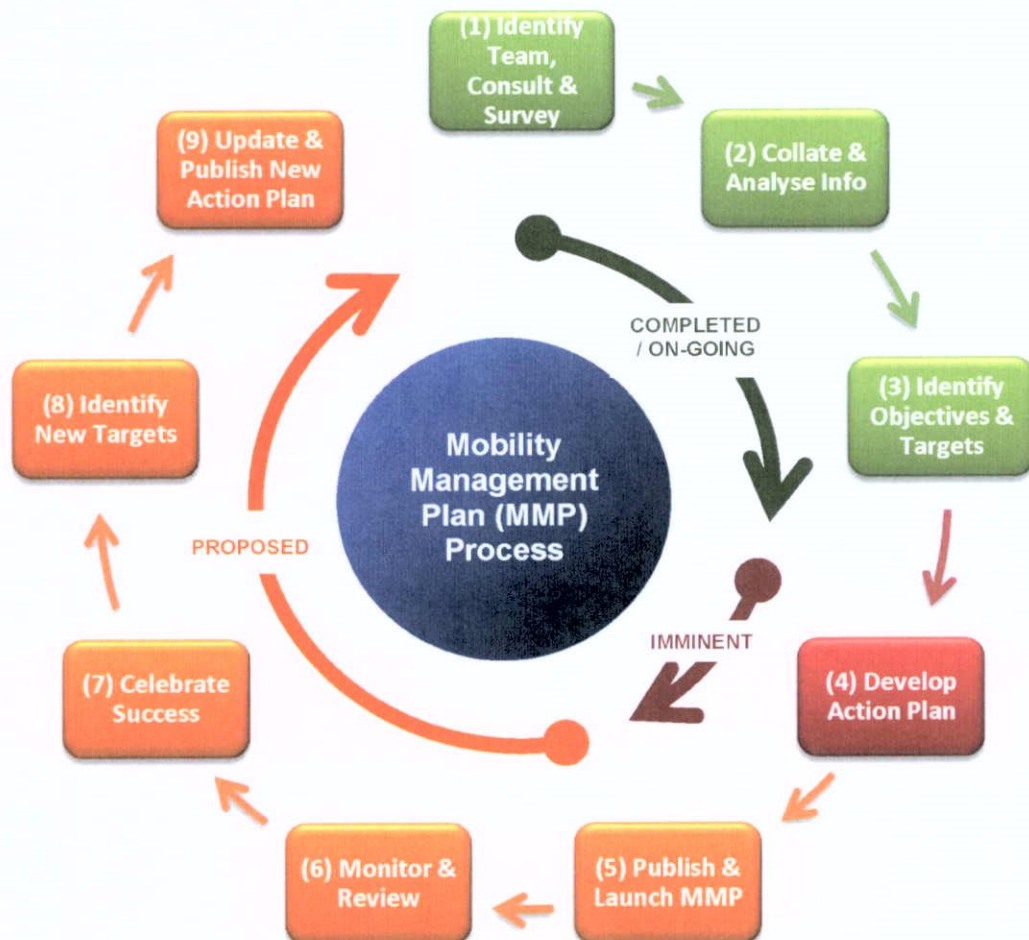 (1) Identify
Team,
Consult &
Survey
(2) Collate &
Analyse Info
(3) Identify
Objectives &
Targets
(4) Develop
Action Plan
(5) Publish &
Launch MMP
(6) Monitor &
Review
(7) Celebrate
Success
(8) Identify
New Targets
(9) Update &
Publish New
Action Plan
COMPLETED
/ ON-GOING
IMMINENT
PROPOSED
Mobility
Management
Plan (MMP)
Process